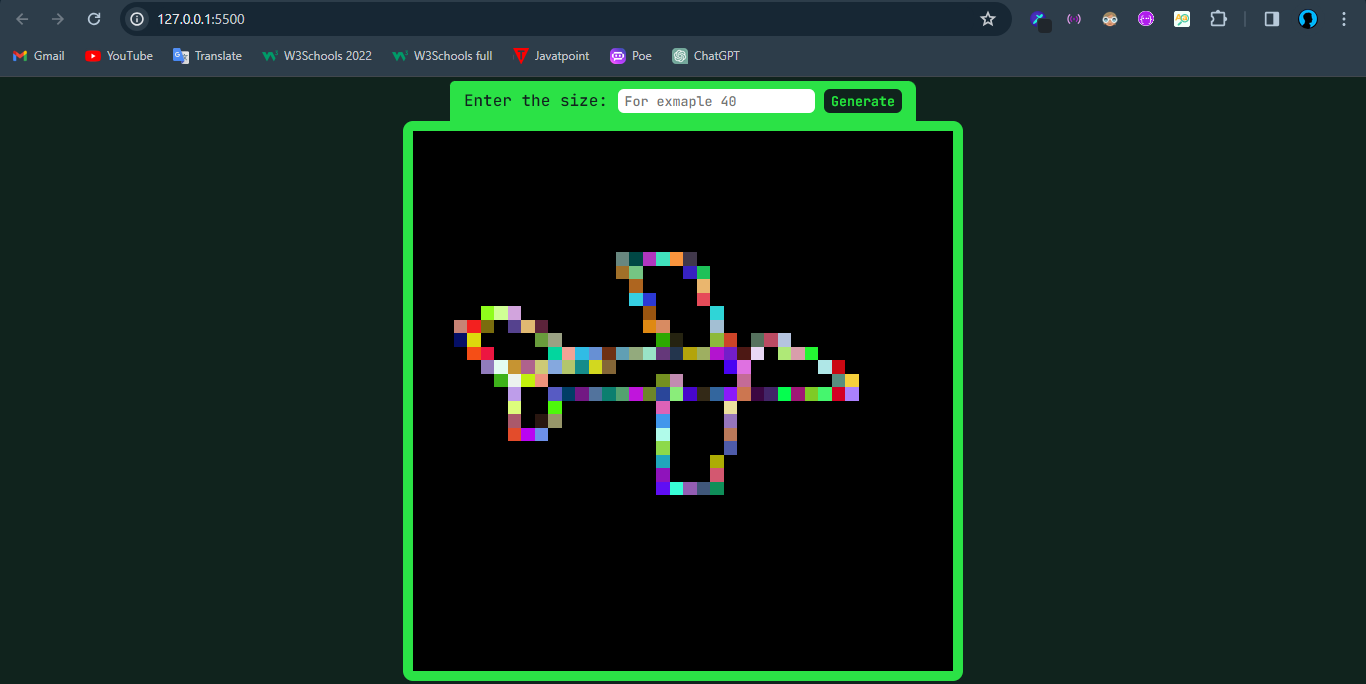 127.0.0.1:5500
Gmail YouTube Translate W3Schools 2022 W3Schools full Javatpoint Poe ChatGPT
Enter the size: For exmaple 40 Generate